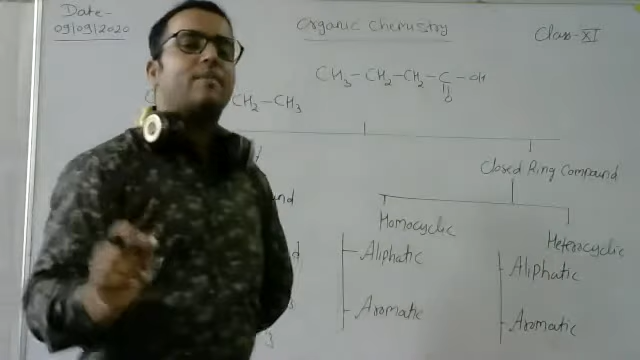 Date-
09/09/2020
Organic Chemistry
Class-XI
CH3-CH2-CH2-C-OH
||
O
CH2-CH3
Closed Ring Compound
Homocyclic
Heterocyclic
Aliphatic
Aliphatic
Aromatic
Aromatic